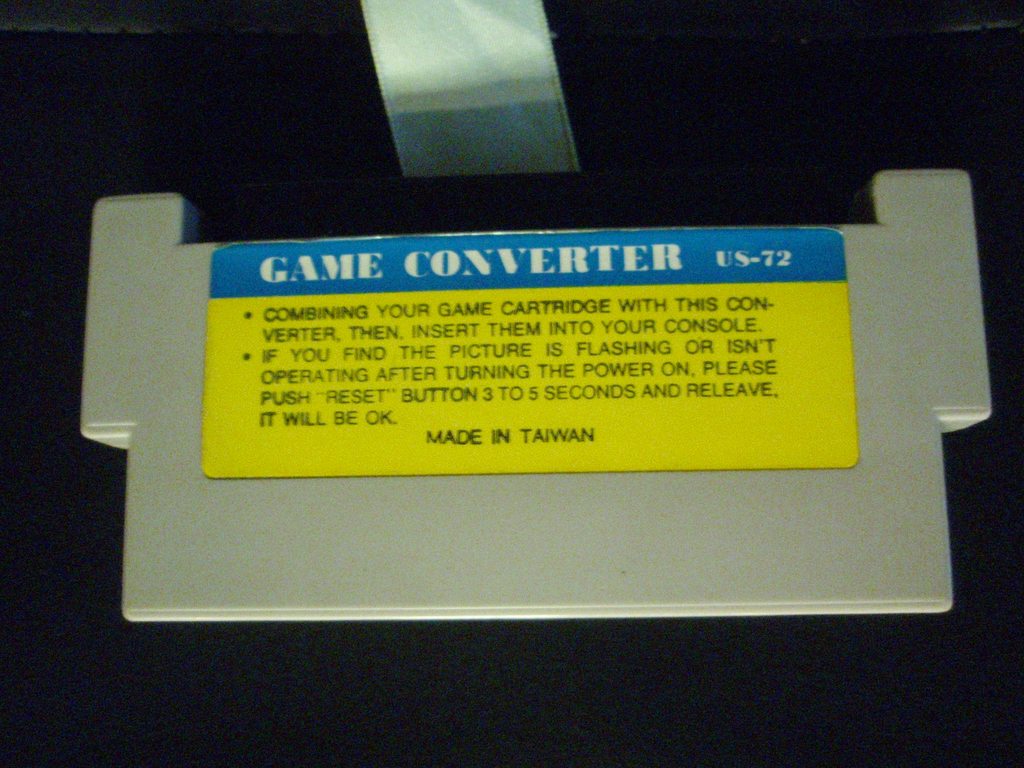 GAME CONVERTER US-72
• COMBINING YOUR GAME CARTRIDGE WITH THIS CON-
VERTER, THEN, INSERT THEM INTO YOUR CONSOLE.
• IF YOU FIND THE PICTURE IS FLASHING OR ISN'T
OPERATING AFTER TURNING THE POWER ON, PLEASE
PUSH "RESET" BUTTON 3 TO 5 SECONDS AND RELEAVE,
IT WILL BE OK.
MADE IN TAIWAN